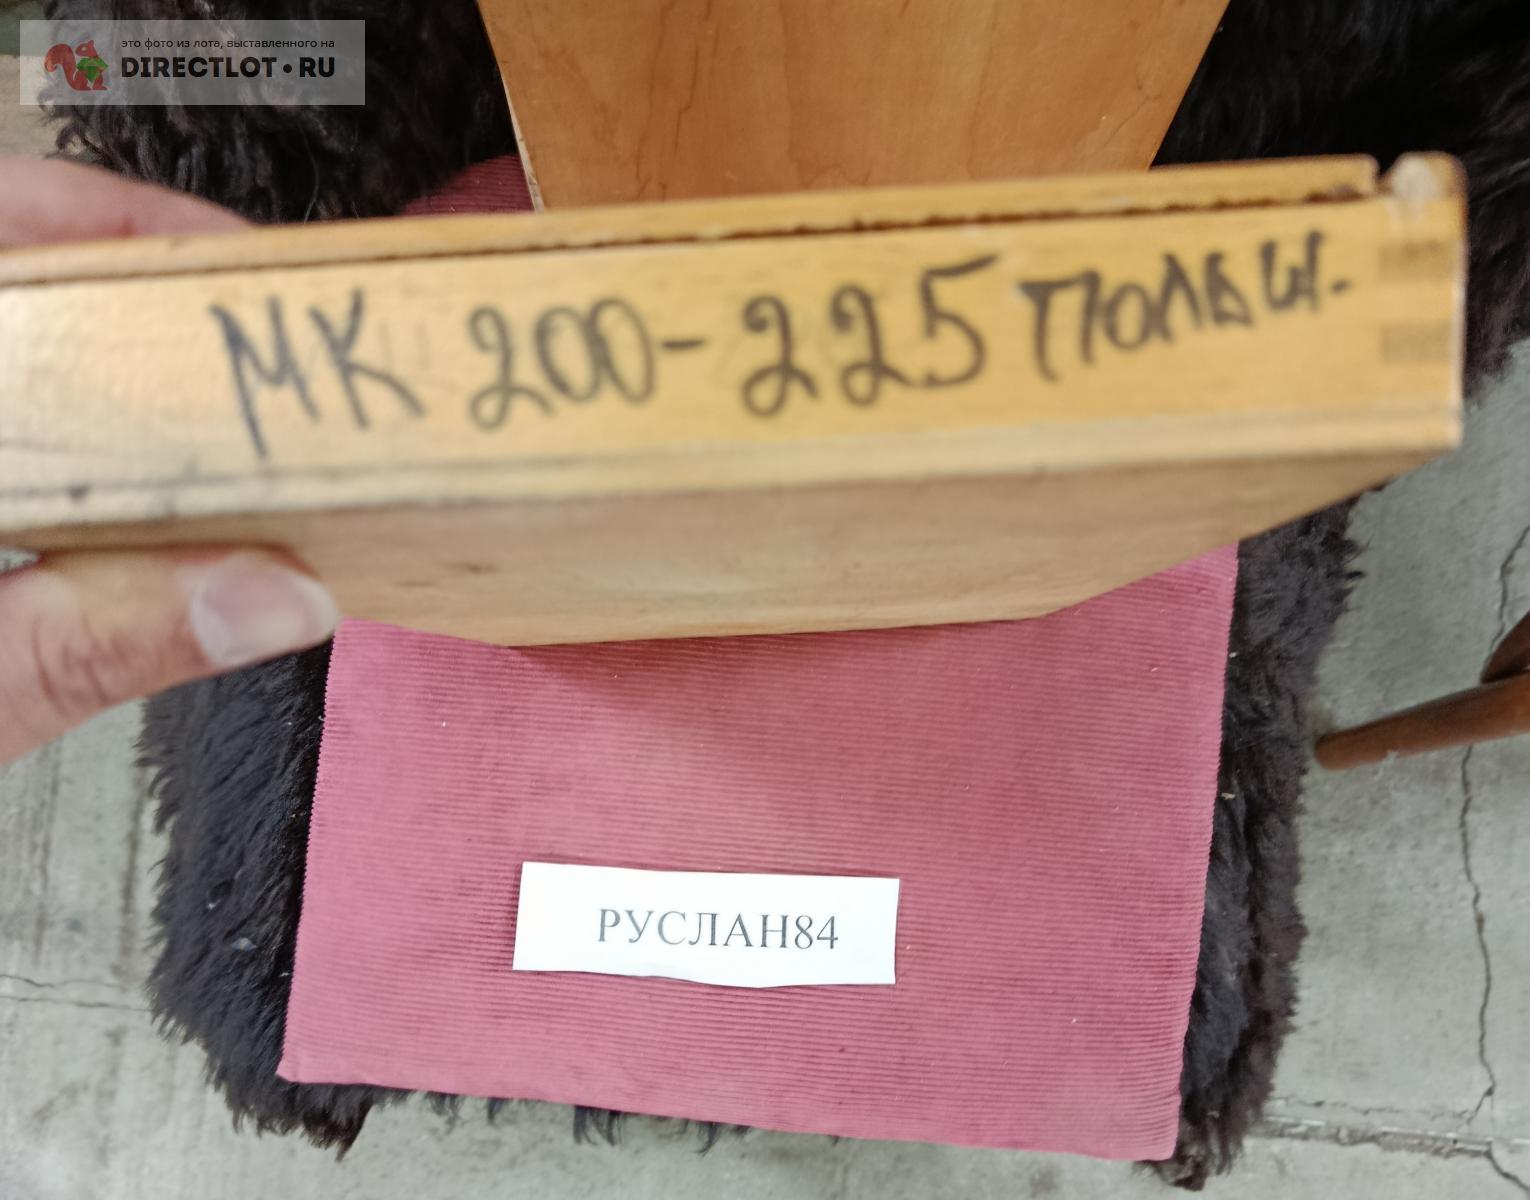 это фото из лота, выставленного на
DIRECTLOT • RU
МК 200-225 Польш.
РУСЛАН84